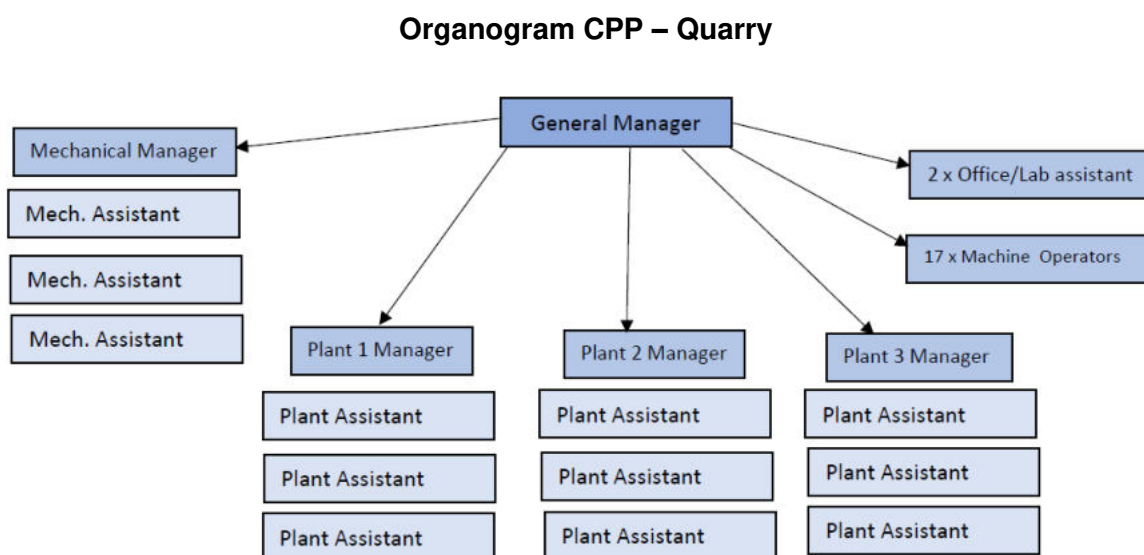 Organogram CPP – Quarry
General Manager
Mechanical Manager
Mech. Assistant
Mech. Assistant
Mech. Assistant
2 x Office/Lab assistant
17 x Machine Operators
Plant 1 Manager
Plant Assistant
Plant Assistant
Plant Assistant
Plant 2 Manager
Plant Assistant
Plant Assistant
Plant Assistant
Plant 3 Manager
Plant Assistant
Plant Assistant
Plant Assistant